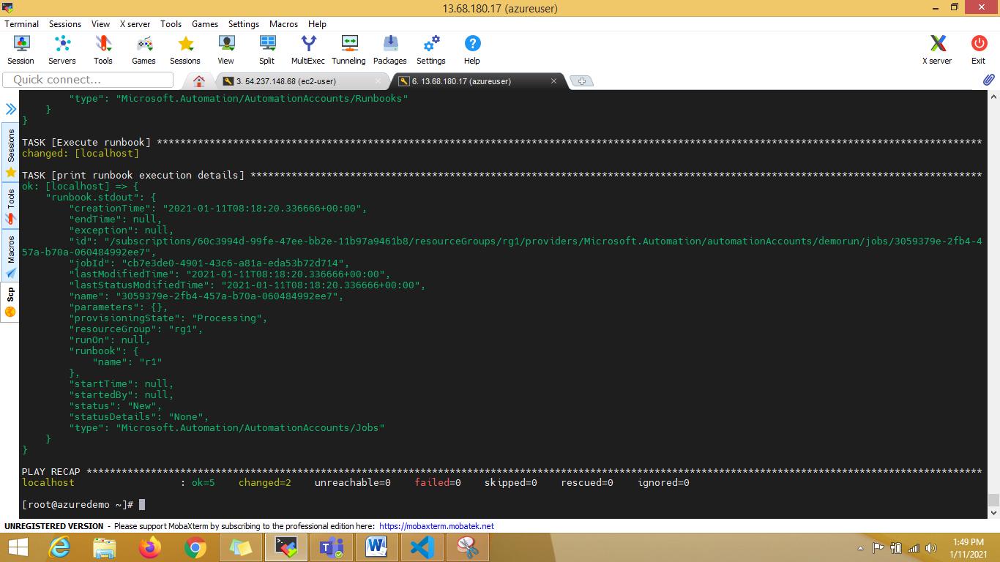 13.68.180.17 (azureuser)
Terminal Sessions View X server Tools Games Settings Macros Help
Session Servers Tools Games Sessions View Split MultiExec Tunneling Packages Settings Help X server Exit
Quick connect...
3. 54.237.148.68 (ec2-user)
6. 13.68.180.17 (azureuser)
Sessions
Tools
Macros
Scp
        "type": "Microsoft.Automation/AutomationAccounts/Runbooks"
    }
}
TASK [Execute runbook] *********************************************************************************************************************************************
changed: [localhost]
TASK [print runbook execution details] *****************************************************************************************************************************
ok: [localhost] => {
    "runbook.stdout": {
        "creationTime": "2021-01-11T08:18:20.336666+00:00",
        "endTime": null,
        "exception": null,
        "id": "/subscriptions/60c3994d-99fe-47ee-bb2e-11b97a9461b8/resourceGroups/rg1/providers/Microsoft.Automation/automationAccounts/demorun/jobs/3059379e-2fb4-4
57a-b70a-060484992ee7",
        "jobId": "cb7e3de0-4901-43c6-a81a-eda53b72d714",
        "lastModifiedTime": "2021-01-11T08:18:20.336666+00:00",
        "lastStatusModifiedTime": "2021-01-11T08:18:20.336666+00:00",
        "name": "3059379e-2fb4-457a-b70a-060484992ee7",
        "parameters": {},
        "provisioningState": "Processing",
        "resourceGroup": "rg1",
        "runOn": null,
        "runbook": {
            "name": "r1"
        },
        "startTime": null,
        "startedBy": null,
        "status": "New",
        "statusDetails": "None",
        "type": "Microsoft.Automation/AutomationAccounts/Jobs"
    }
}
PLAY RECAP *********************************************************************************************************************************************************
localhost                  : ok=5    changed=2    unreachable=0    failed=0    skipped=0    rescued=0    ignored=0
[root@azuredemo ~]#
UNREGISTERED VERSION - Please support MobaXterm by subscribing to the professional edition here: https://mobaxterm.mobatek.net
1:49 PM
1/11/2021